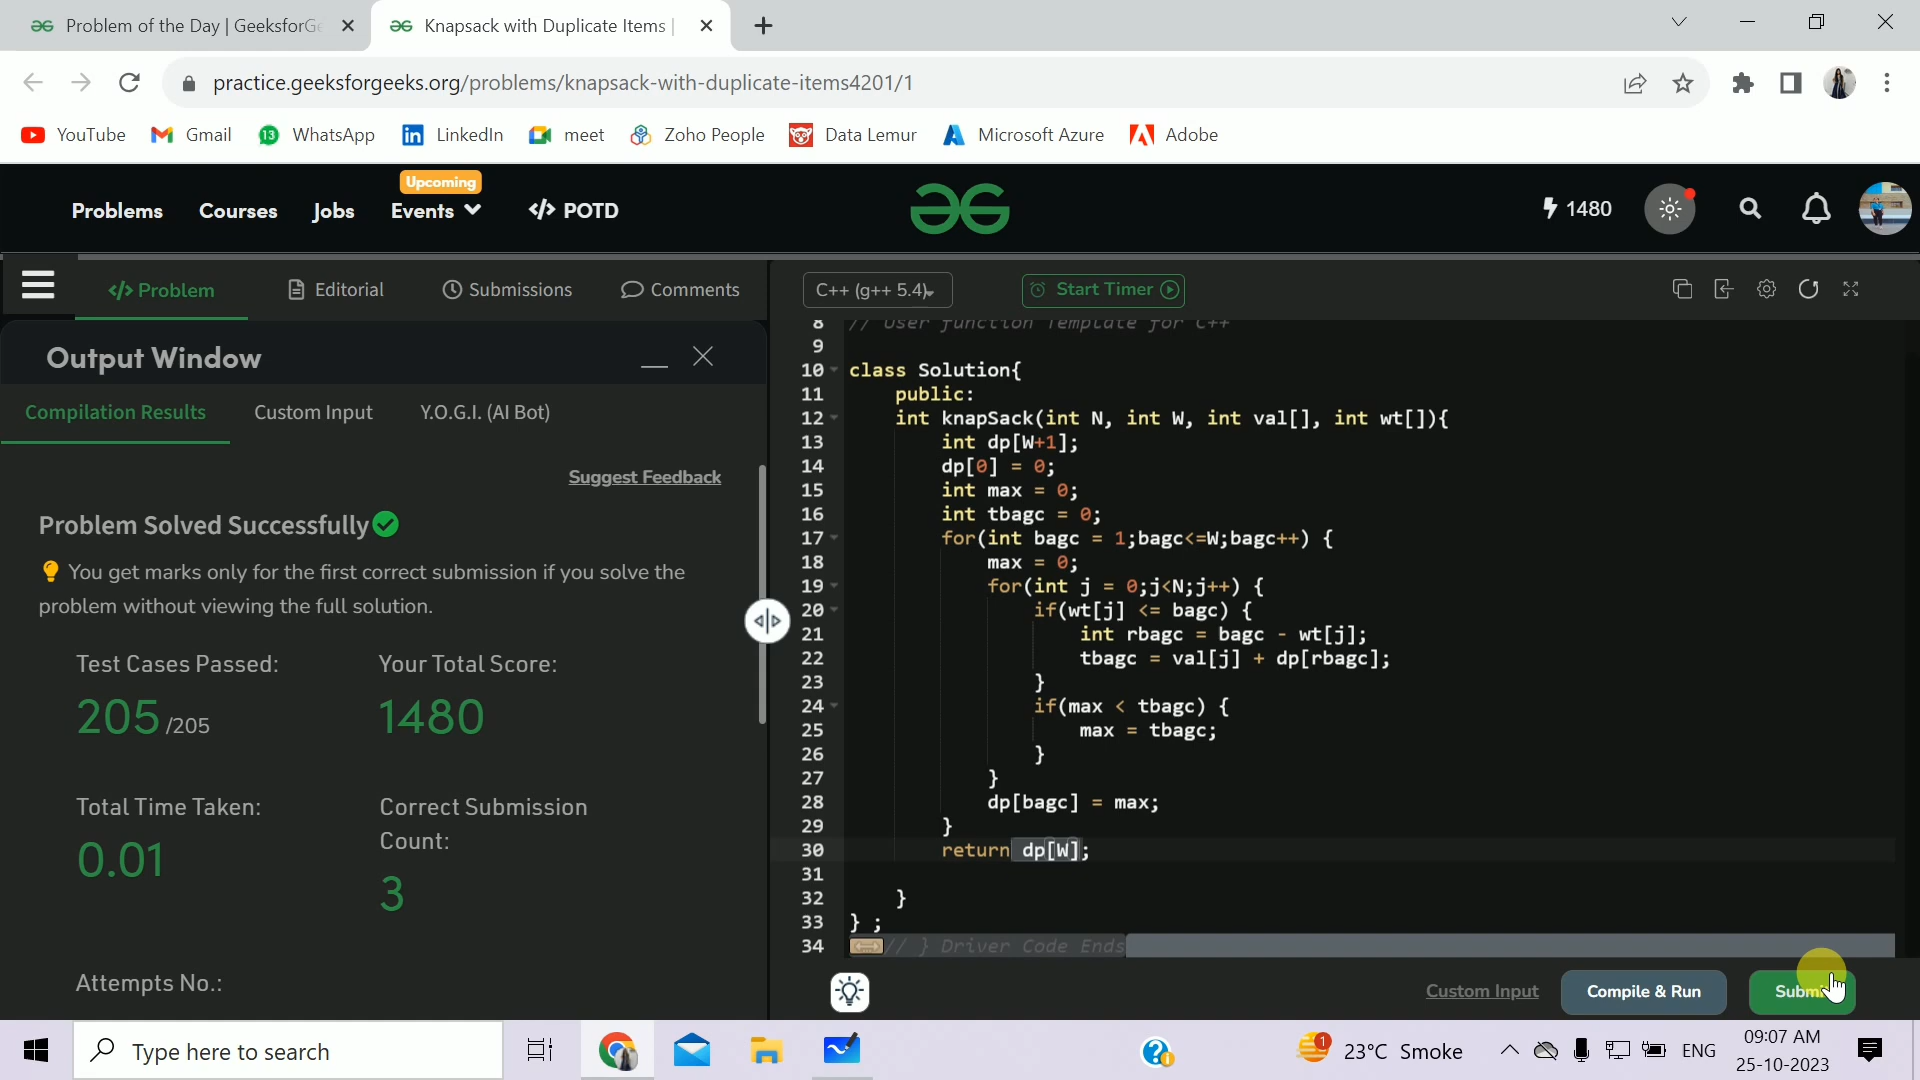 Problem of the Day | GeeksforGe
Knapsack with Duplicate Items |
practice.geeksforgeeks.org/problems/knapsack-with-duplicate-items4201/1
YouTube Gmail 13 WhatsApp LinkedIn meet Zoho People Data Lemur Microsoft Azure Adobe
Upcoming
Problems Courses Jobs Events </> POTD
1480
</> Problem Editorial Submissions Comments
C++ (g++ 5.4) Start Timer
Output Window
Compilation Results Custom Input Y.O.G.I. (AI Bot)
Suggest Feedback
Problem Solved Successfully
You get marks only for the first correct submission if you solve the
problem without viewing the full solution.
Test Cases Passed: Your Total Score:
205 /205 1480
Total Time Taken: Correct Submission
Count:
0.01
3
Attempts No.:
8 // User function Template for C++
9
10 class Solution{
11 public:
12 int knapSack(int N, int W, int val[], int wt[]){
13 int dp[W+1];
14 dp[0] = 0;
15 int max = 0;
16 int tbagc = 0;
17 for(int bagc = 1;bagc<=W;bagc++) {
18 max = 0;
19 for(int j = 0;j<N;j++) {
20 if(wt[j] <= bagc) {
21 int rbagc = bagc - wt[j];
22 tbagc = val[j] + dp[rbagc];
23 }
24 if(max < tbagc) {
25 max = tbagc;
26 }
27 }
28 dp[bagc] = max;
29 }
30 return dp[W];
31
32 }
33 } ;
34 // } Driver Code Ends
Custom Input Compile & Run Subm
Type here to search
1 23°C Smoke ENG
09:07 AM
25-10-2023